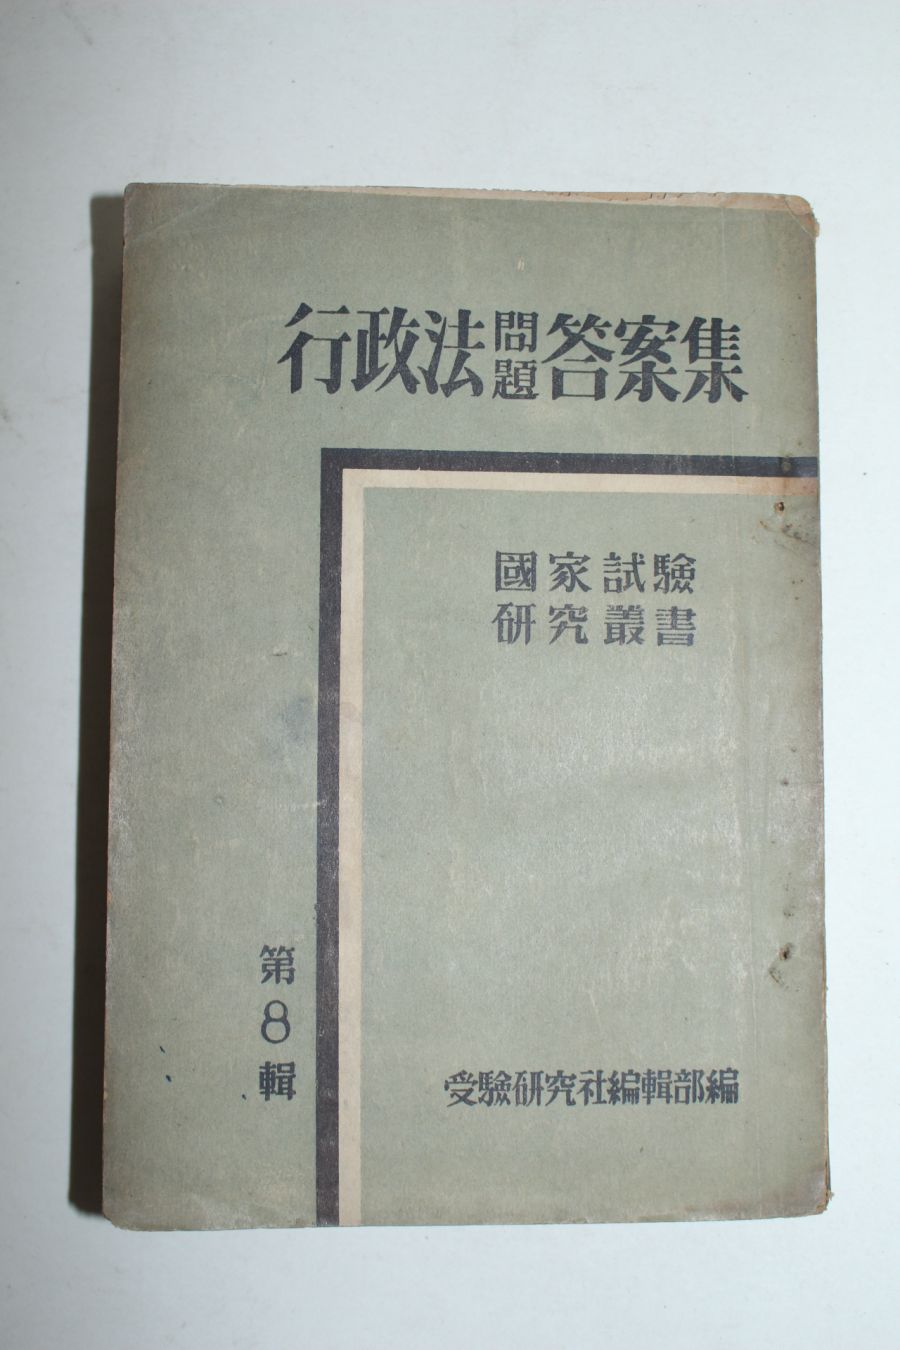 行政法問題答案集
國家試驗
研究叢書
第8輯
受驗研究社編輯部編